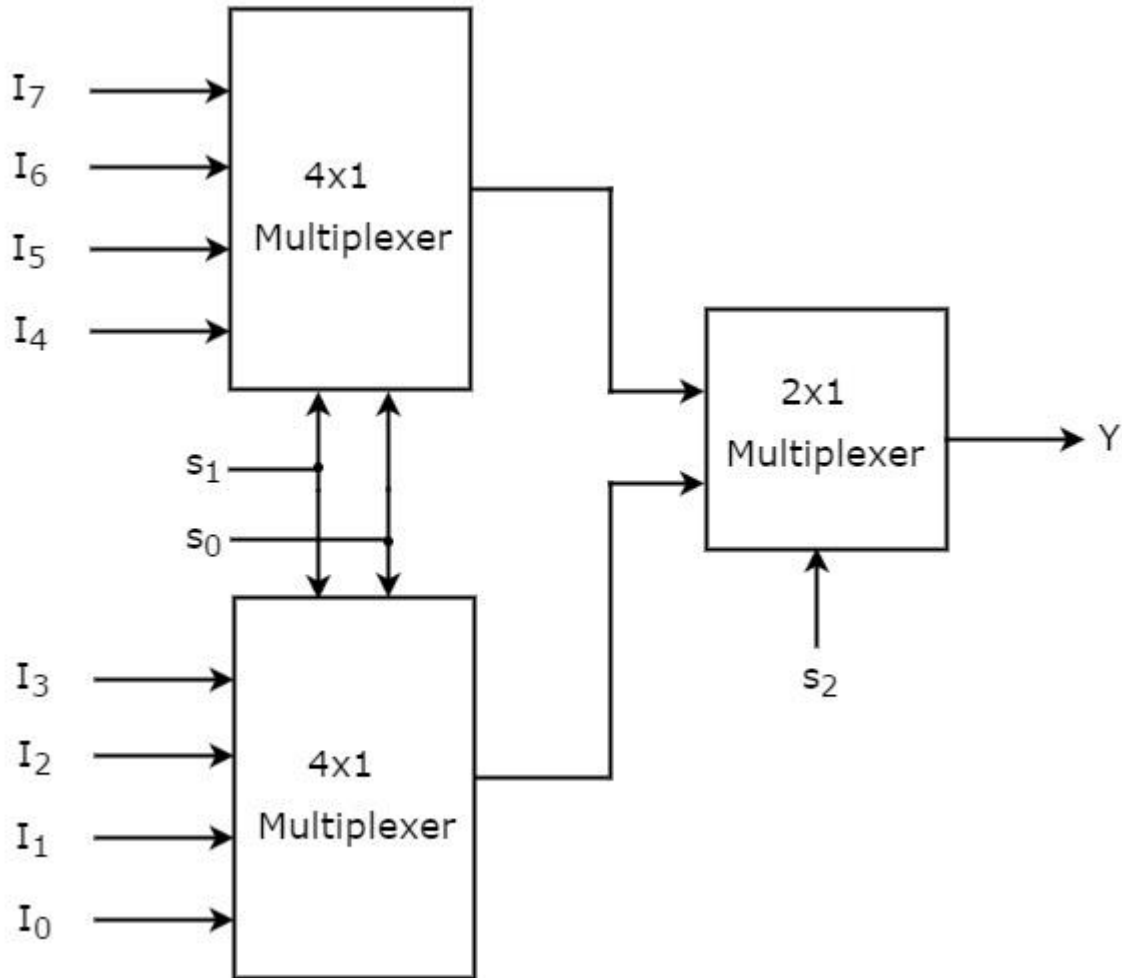 I₇
I₆
I₅
I₄
4x1
Multiplexer
s₁
s₀
I₃
I₂
I₁
I₀
4x1
Multiplexer
2x1
Multiplexer
s₂
Y